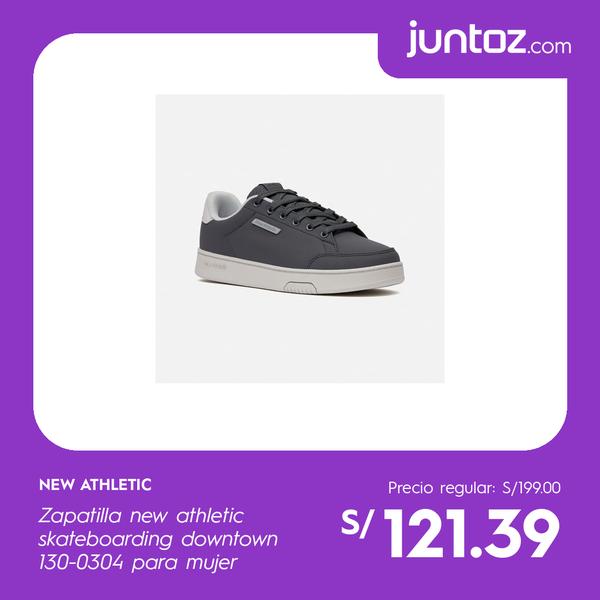 juntoz.com
NEW ATHLETIC
Zapatilla new athletic
skateboarding downtown
130-0304 para mujer
Precio regular: S/199.00
S/121.39